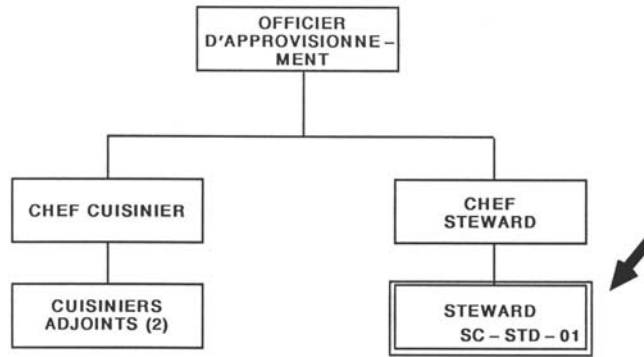 OFFICIER
D'APPROVISIONNE-
MENT
CHEF CUISINIER
CHEF
STEWARD
CUISINIERS
ADJOINTS (2)
STEWARD
SC - STD - 01